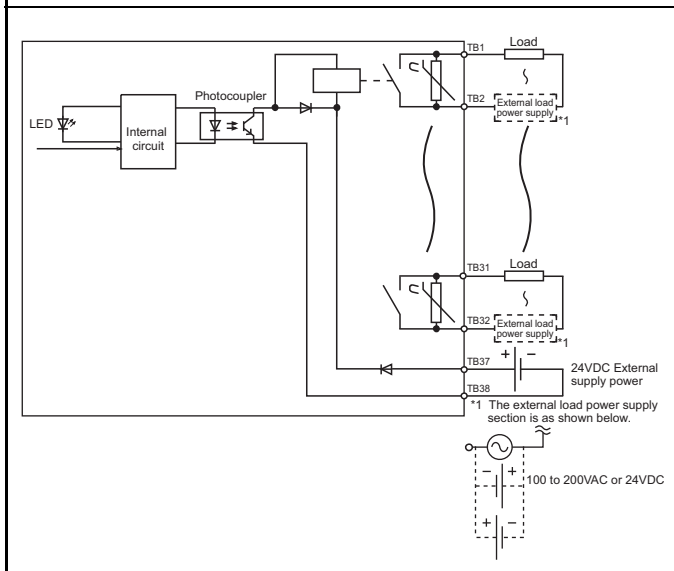 TB1
Load
Photocoupler
TB2
External load
power supply
*1
LED
Internal
circuit
TB31
Load
TB32
External load
power supply
*1
TB37
+ −
24VDC External
supply power
TB38
*1 The external load power supply
section is as shown below.
− +
100 to 200VAC or 24VDC
+ −